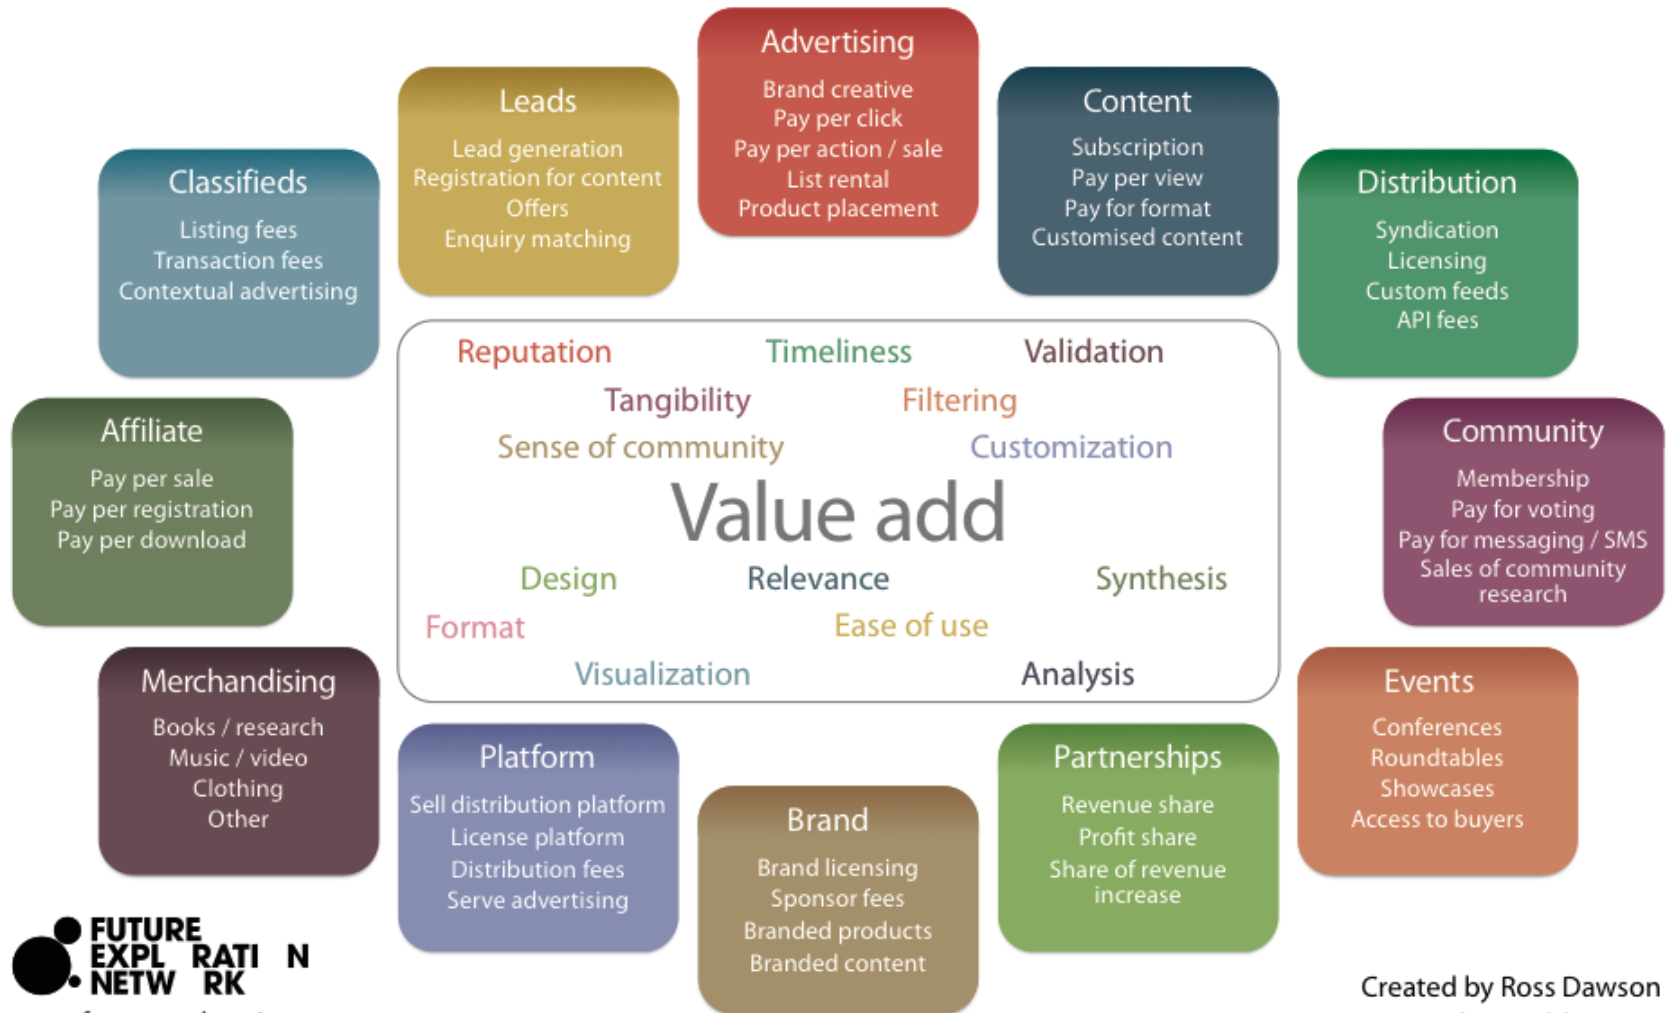 Advertising
Brand creative
Pay per click
Pay per action / sale
List rental
Product placement
Leads
Lead generation
Registration for content
Offers
Enquiry matching
Content
Subscription
Pay per view
Pay for format
Customised content
Classifieds
Listing fees
Transaction fees
Contextual advertising
Distribution
Syndication
Licensing
Custom feeds
API fees
Reputation
Timeliness
Validation
Tangibility
Filtering
Sense of community
Customization
Value add
Design
Relevance
Synthesis
Format
Ease of use
Visualization
Analysis
Affiliate
Pay per sale
Pay per registration
Pay per download
Community
Membership
Pay for voting
Pay for messaging / SMS
Sales of community
research
Merchandising
Books / research
Music / video
Clothing
Other
Events
Conferences
Roundtables
Showcases
Access to buyers
Platform
Sell distribution platform
License platform
Distribution fees
Serve advertising
Brand
Brand licensing
Sponsor fees
Branded products
Branded content
Partnerships
Revenue share
Profit share
Share of revenue
increase
FUTURE
EXPL RATI N
NETW RK
Created by Ross Dawson